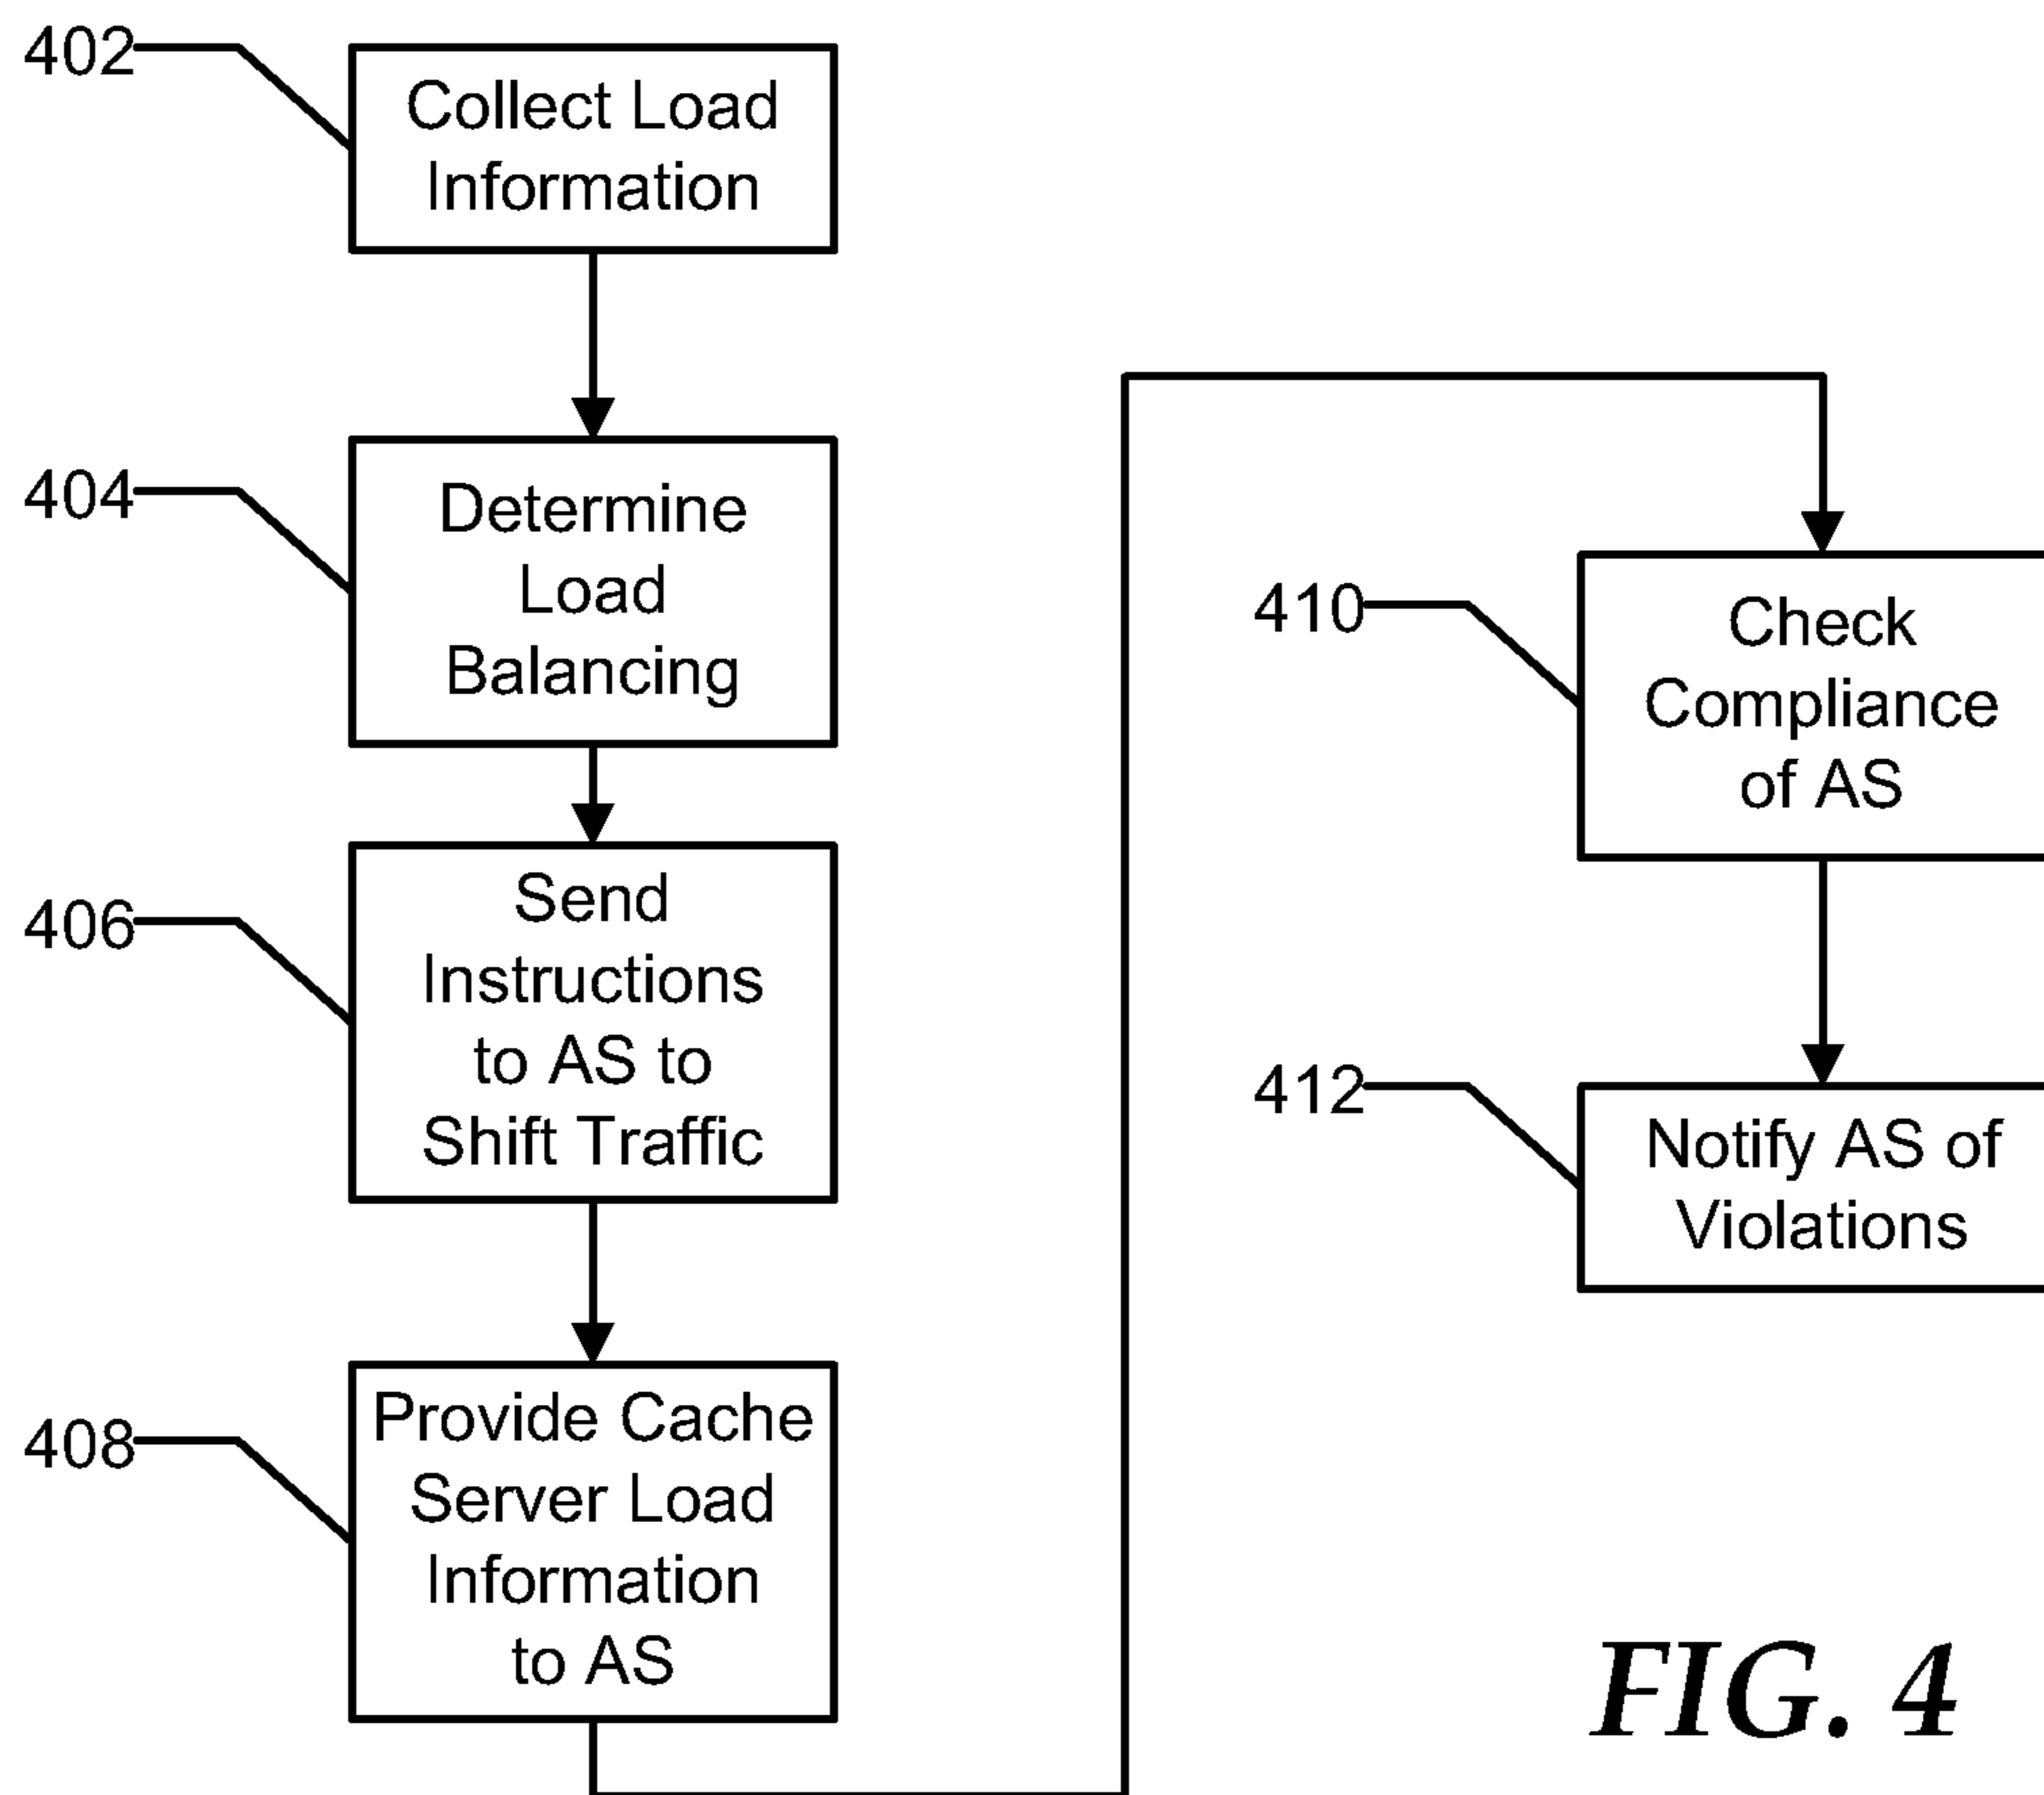 402
Collect Load
Information
404
Determine
Load
Balancing
406
Send
Instructions
to AS to
Shift Traffic
408
Provide Cache
Server Load
Information
to AS
410
Check
Compliance
of AS
412
Notify AS of
Violations
FIG. 4